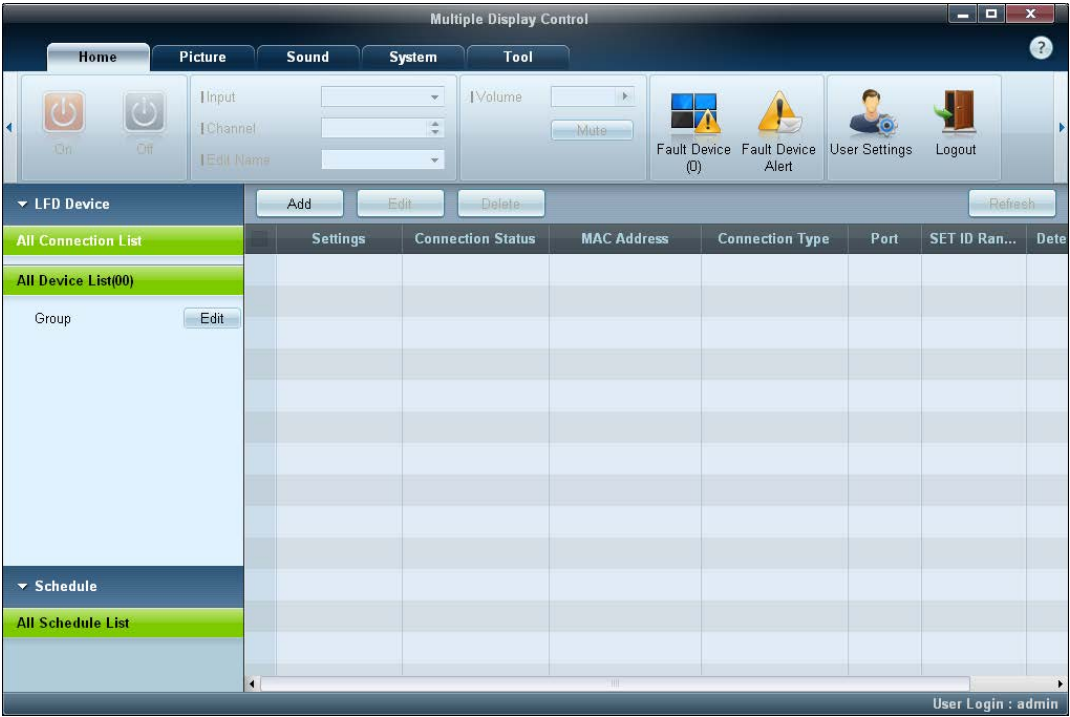 Multiple Display Control
Home Picture Sound System Tool
?
Input
Channel
Edit Name
On Off
Volume
Mute
Fault Device
(0)
Fault Device
Alert
User Settings
Logout
LFD Device
Add Edit Delete Refresh
All Connection List
Settings Connection Status MAC Address Connection Type Port SET ID Ran... Dete
All Device List(00)
Group Edit
Schedule
All Schedule List
User Login : admin